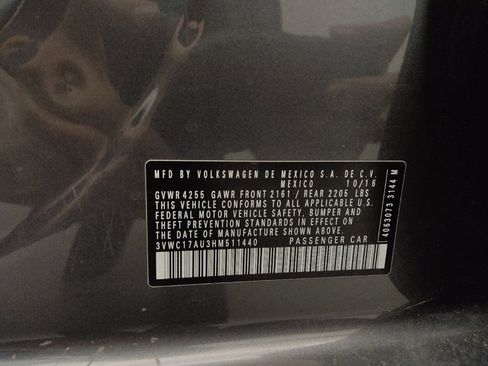 MFD BY VOLKSWAGEN DE MEXICO S.A. DE C.V.
MEXICO 10/16
GVWR 4255 GAWR FRONT 2161 / REAR 2205 LBS
THIS VEHICLE CONFORMS TO ALL APPLICABLE U.S.
FEDERAL MOTOR VEHICLE SAFETY, BUMPER AND
THEFT PREVENTION STANDARDS IN EFFECT ON
THE DATE OF MANUFACTURE SHOWN ABOVE.
3VWC17AU3HM511440 PASSENGER CAR
4063073 3144 M